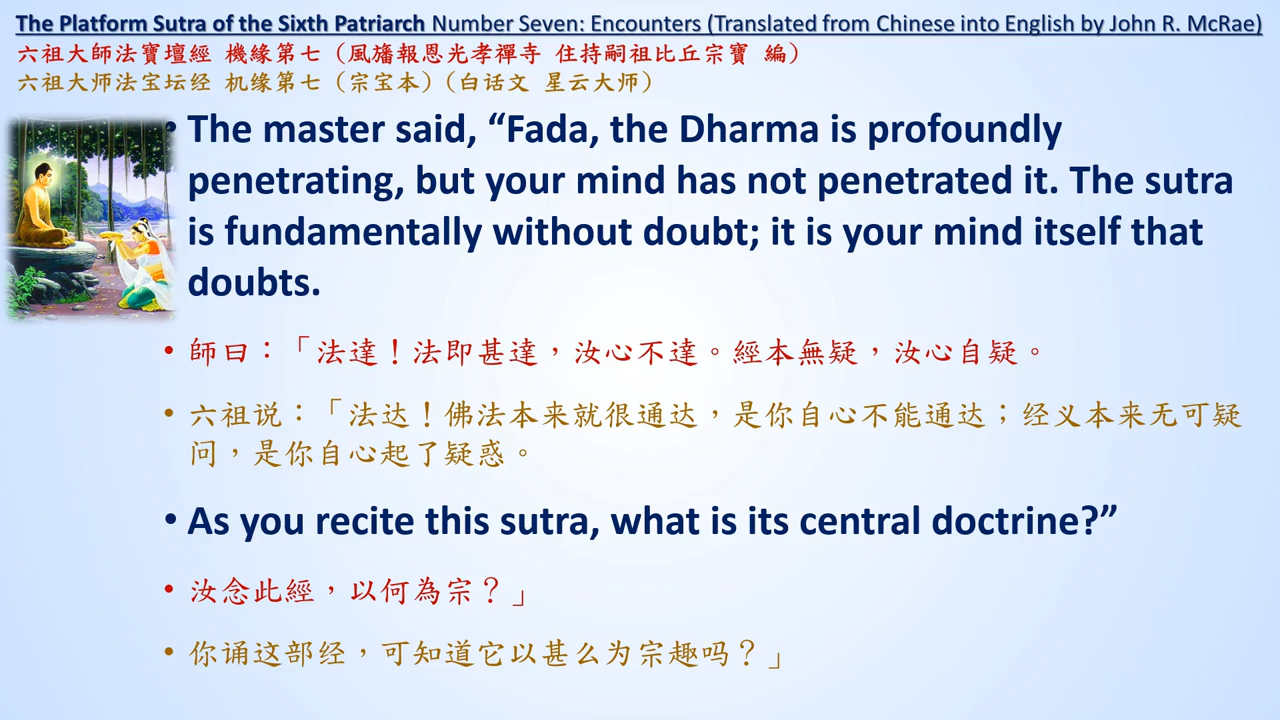 The Platform Sutra of the Sixth Patriarch Number Seven: Encounters (Translated from Chinese into English by John R. McRae)
六祖大師法寶壇經 機緣第七（風旛報恩光孝禪寺 住持嗣祖比丘宗寶 編）
六祖大师法宝坛经 机缘第七（宗宝本）（白话文 星云大师）
• The master said, “Fada, the Dharma is profoundly
penetrating, but your mind has not penetrated it. The sutra
is fundamentally without doubt; it is your mind itself that
doubts.
• 師曰：「法達！法即甚達，汝心不達。經本無疑，汝心自疑。
• 六祖说：「法达！佛法本来就很通达，是你自心不能通达；经义本来无可疑
问，是你自心起了疑惑。
• As you recite this sutra, what is its central doctrine?”
• 汝念此經，以何為宗？」
• 你诵这部经，可知道它以甚么为宗趣吗？」